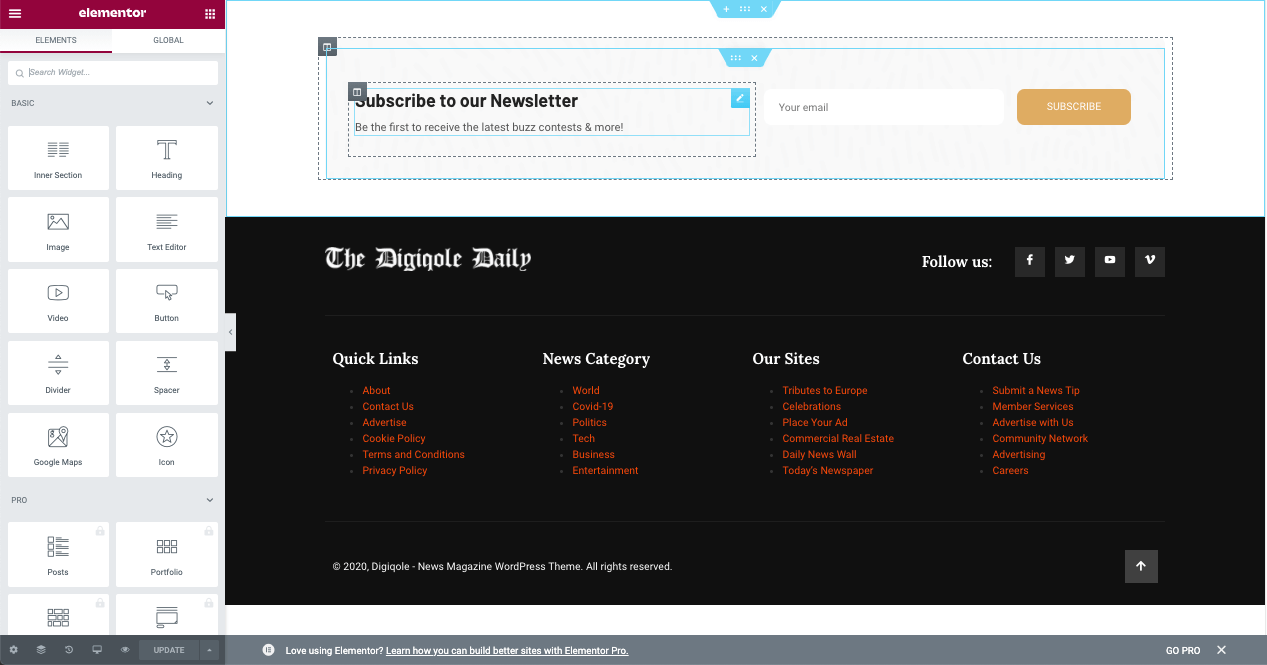 elementor
ELEMENTS
GLOBAL
Search Widget...
BASIC
Inner Section
Heading
Image
Text Editor
Video
Button
Divider
Spacer
Google Maps
Icon
PRO
Posts
Portfolio
UPDATE
Subscribe to our Newsletter
Be the first to receive the latest buzz contests & more!
Your email
SUBSCRIBE
The Digiqole Daily
Follow us:
Quick Links
About
Contact Us
Advertise
Cookie Policy
Terms and Conditions
Privacy Policy
News Category
World
Covid-19
Politics
Tech
Business
Entertainment
Our Sites
Tributes to Europe
Celebrations
Place Your Ad
Commercial Real Estate
Daily News Wall
Today's Newspaper
Contact Us
Submit a News Tip
Member Services
Advertise with Us
Community Network
Advertising
Careers
© 2020, Digiqole - News Magazine WordPress Theme. All rights reserved.
Love using Elementor? Learn how you can build better sites with Elementor Pro.
GO PRO